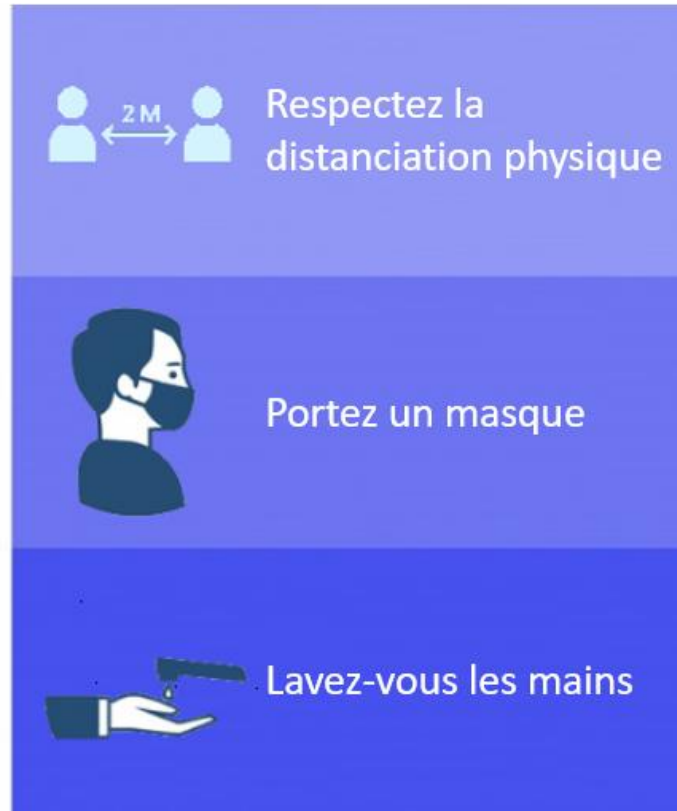 2 M
Respectez la
distanciation physique
Portez un masque
Lavez-vous les mains